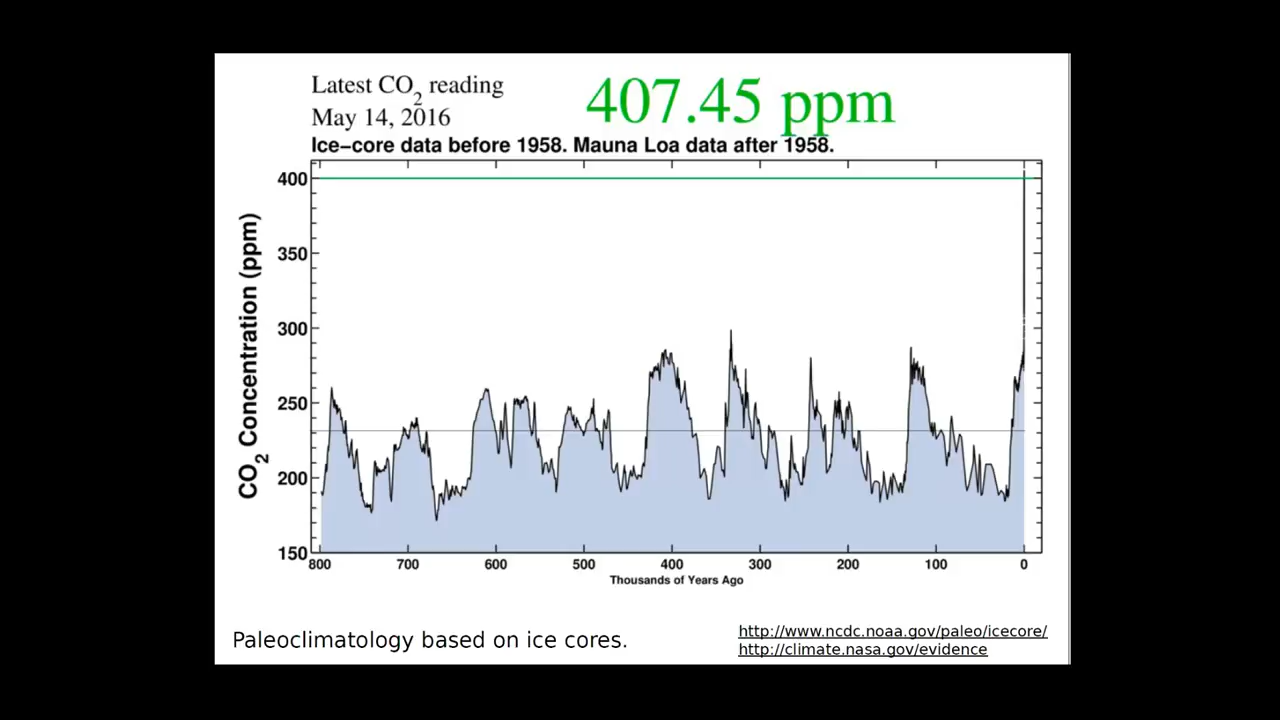 Latest CO2 reading
May 14, 2016
407.45 ppm
Ice-core data before 1958. Mauna Loa data after 1958.
CO2 Concentration (ppm)
400
350
300
250
200
150
800 700 600 500 400 300 200 100 0
Thousands of Years Ago
Paleoclimatology based on ice cores.
http://www.ncdc.noaa.gov/paleo/icecore/
http://climate.nasa.gov/evidence